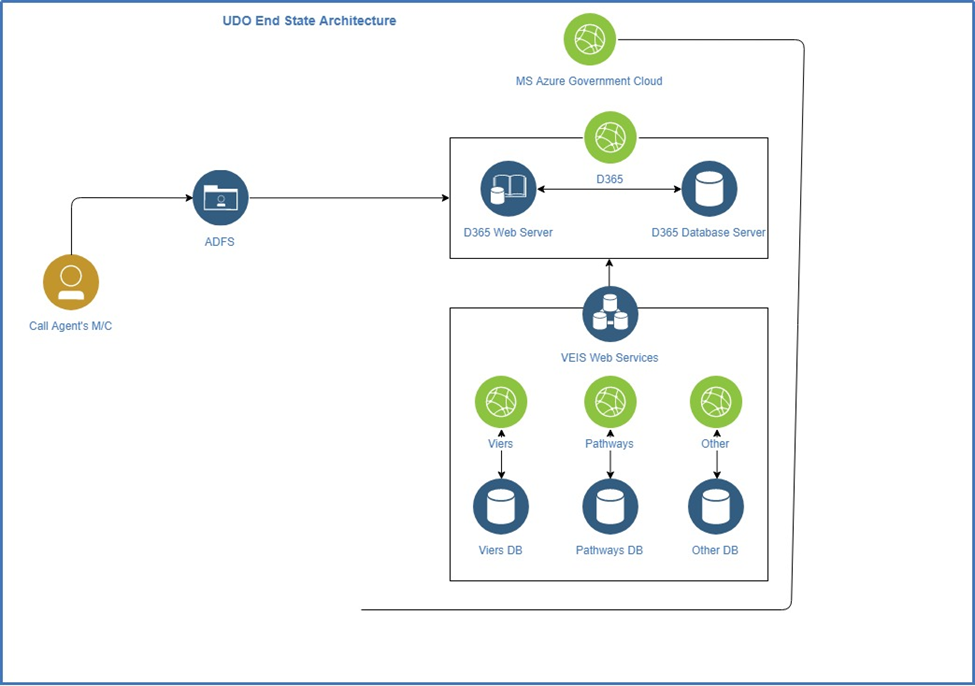 UDO End State Architecture
MS Azure Government Cloud
D365
D365 Web Server
D365 Database Server
ADFS
Call Agent's M/C
VEIS Web Services
Viers
Pathways
Other
Viers DB
Pathways DB
Other DB